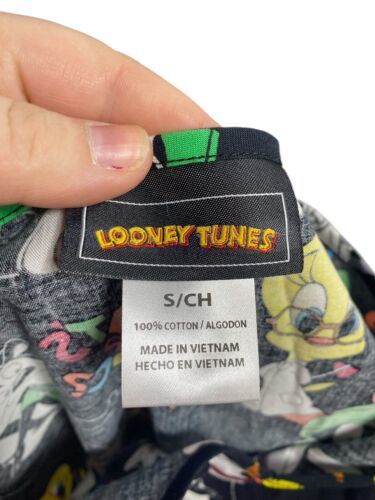 LOONEY TUNES
S/CH
100% COTTON / ALGODON
MADE IN VIETNAM
HECHO EN VIETNAM